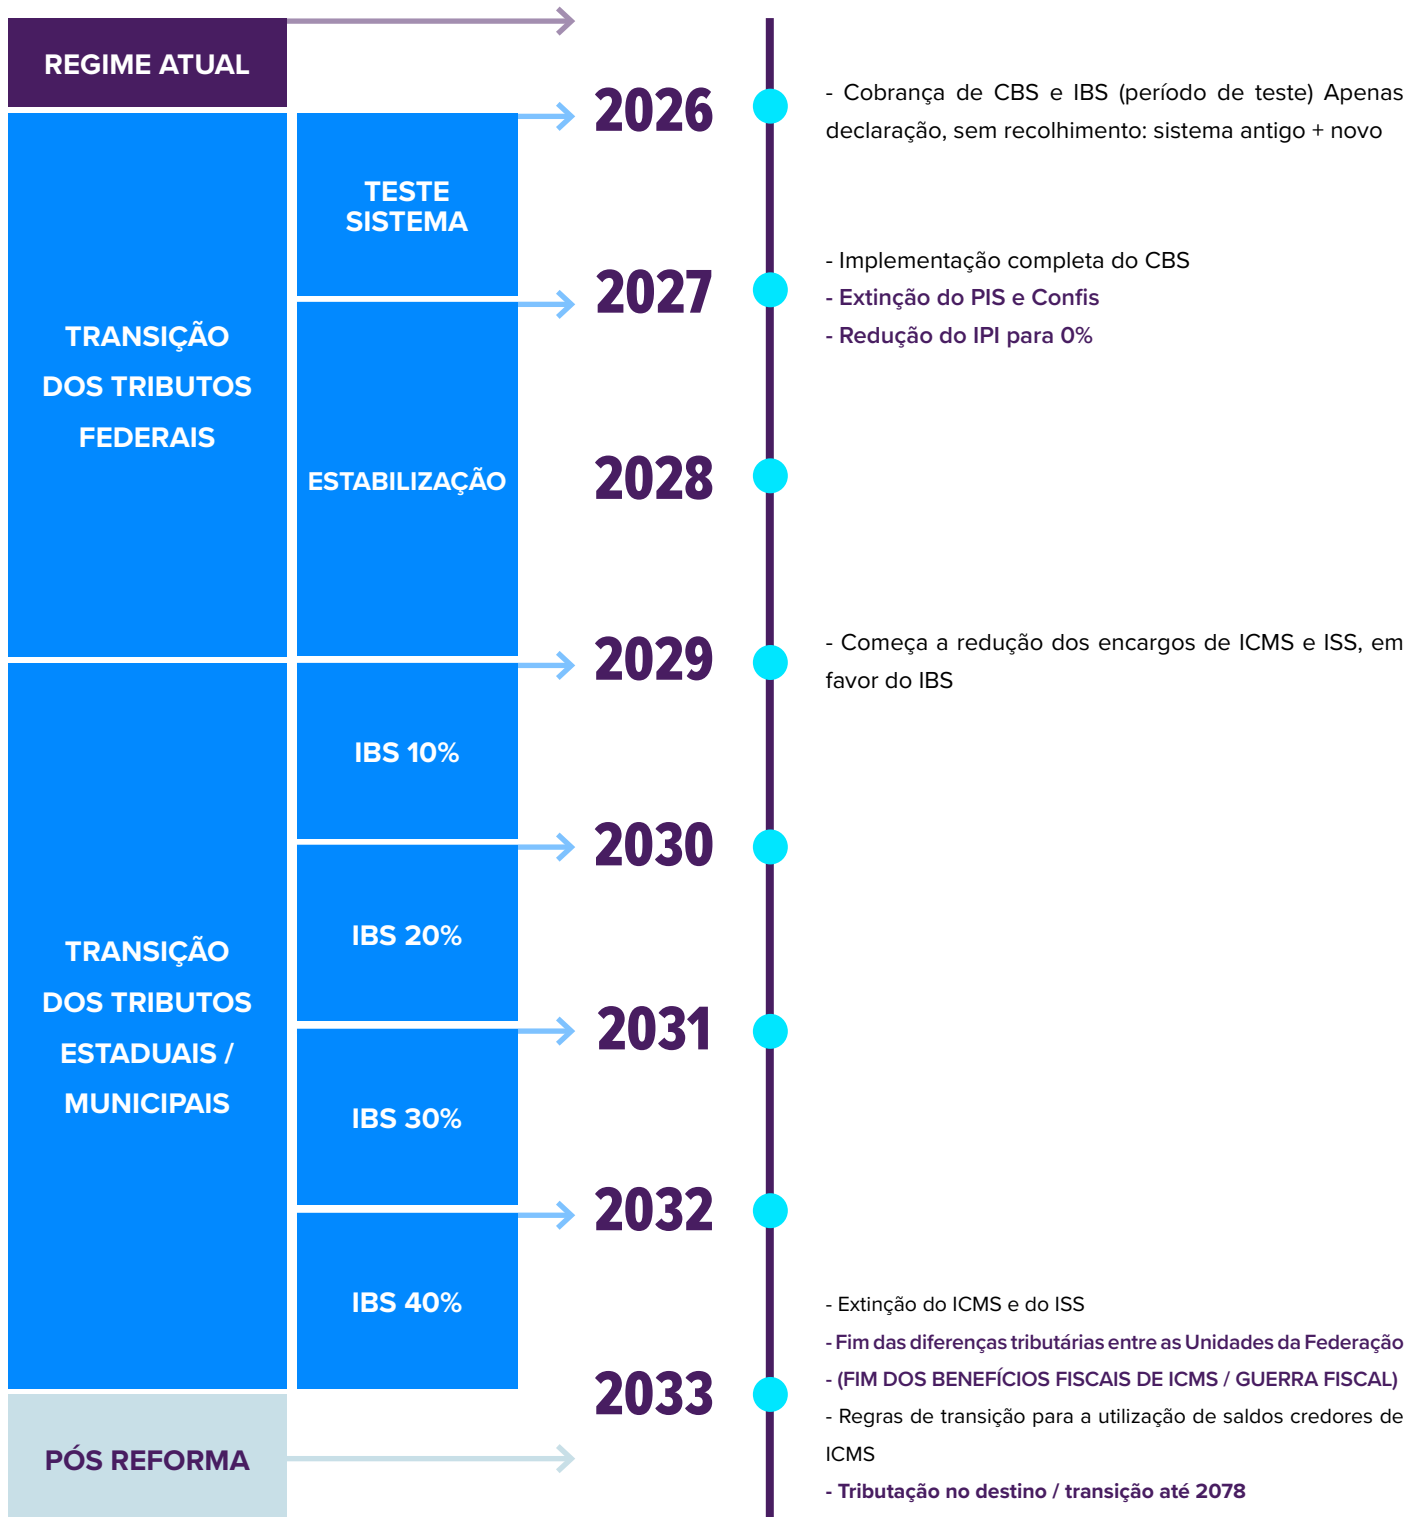 REGIME ATUAL
2026
- Cobrança de CBS e IBS (período de teste) Apenas
declaração, sem recolhimento: sistema antigo + novo
TESTE
SISTEMA
2027
- Implementação completa do CBS
- Extinção do PIS e Confis
- Redução do IPI para 0%
TRANSIÇÃO
DOS TRIBUTOS
FEDERAIS
ESTABILIZAÇÃO
2028
2029
- Começa a redução dos encargos de ICMS e ISS, em
favor do IBS
IBS 10%
2030
IBS 20%
TRANSIÇÃO
DOS TRIBUTOS
ESTADUAIS /
MUNICIPAIS
2031
IBS 30%
2032
IBS 40%
2033
- Extinção do ICMS e do ISS
- Fim das diferenças tributárias entre as Unidades da Federação
- (FIM DOS BENEFÍCIOS FISCAIS DE ICMS / GUERRA FISCAL)
- Regras de transição para a utilização de saldos credores de
ICMS
- Tributação no destino / transição até 2078
PÓS REFORMA